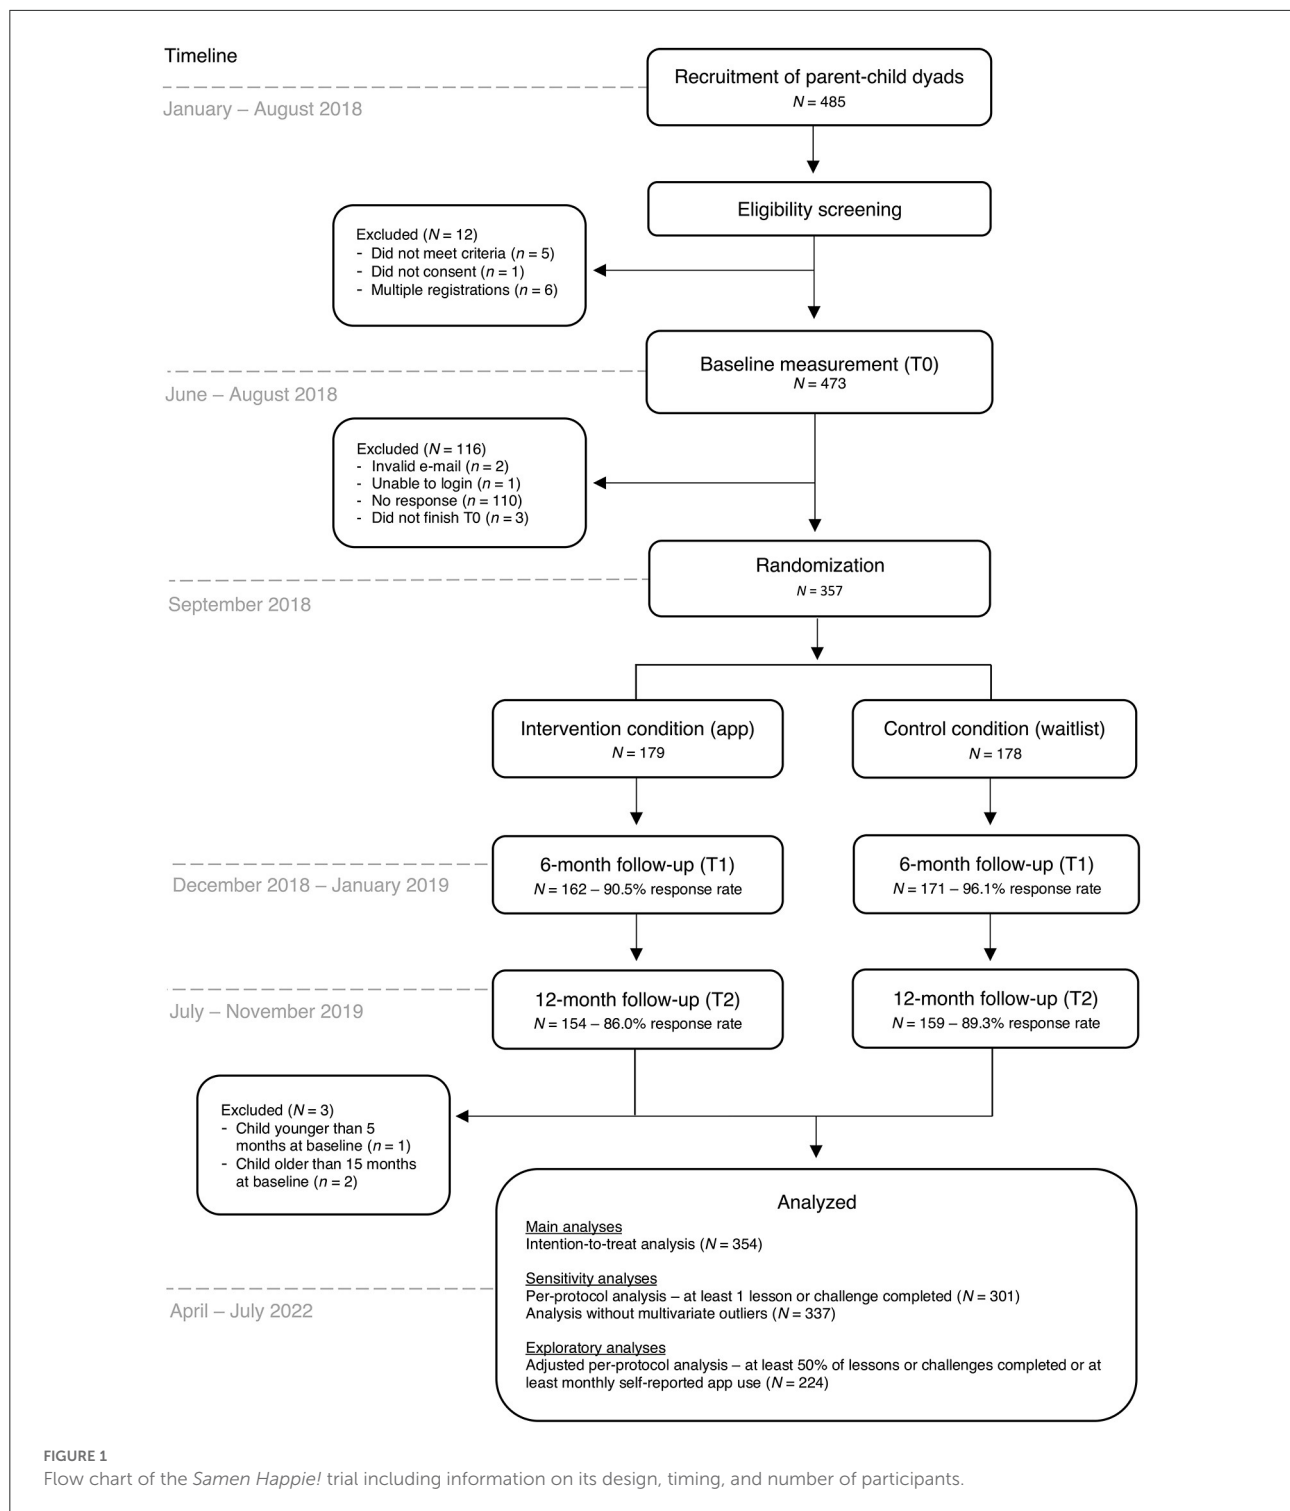 Timeline
Recruitment of parent-child dyads
N = 485
January – August 2018
Eligibility screening
Excluded (N = 12)
- Did not meet criteria (n = 5)
- Did not consent (n = 1)
- Multiple registrations (n = 6)
Baseline measurement (T0)
N = 473
June – August 2018
Excluded (N = 116)
- Invalid e-mail (n = 2)
- Unable to login (n = 1)
- No response (n = 110)
- Did not finish T0 (n = 3)
Randomization
N = 357
September 2018
Intervention condition (app)
N = 179
Control condition (waitlist)
N = 178
6-month follow-up (T1)
N = 162 – 90.5% response rate
6-month follow-up (T1)
N = 171 – 96.1% response rate
December 2018 – January 2019
12-month follow-up (T2)
N = 154 – 86.0% response rate
12-month follow-up (T2)
N = 159 – 89.3% response rate
July – November 2019
Excluded (N = 3)
- Child younger than 5
months at baseline (n = 1)
- Child older than 15 months
at baseline (n = 2)
Analyzed
Main analyses
Intention-to-treat analysis (N = 354)
Sensitivity analyses
Per-protocol analysis – at least 1 lesson or challenge completed (N = 301)
Analysis without multivariate outliers (N = 337)
Exploratory analyses
Adjusted per-protocol analysis – at least 50% of lessons or challenges completed or at
least monthly self-reported app use (N = 224)
April – July 2022
FIGURE 1
Flow chart of the Samen Happie! trial including information on its design, timing, and number of participants.